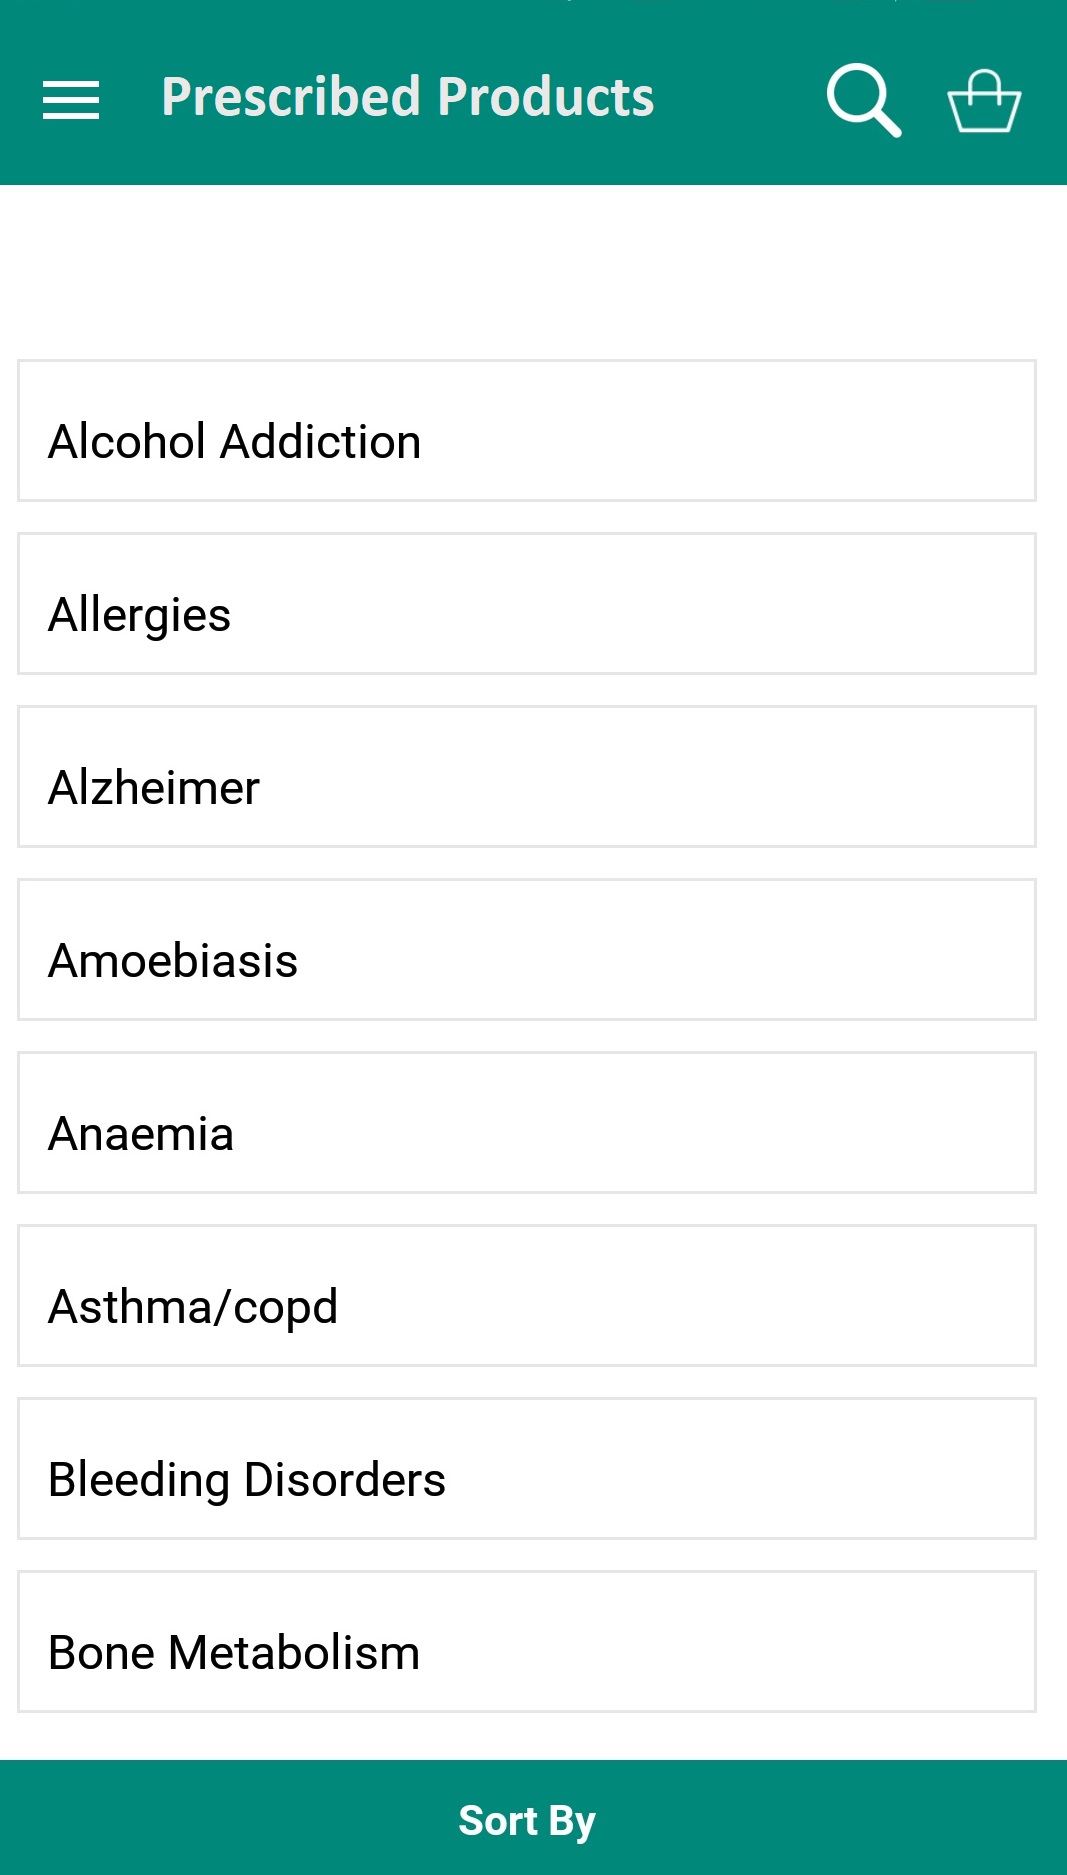 Prescribed Products
Alcohol Addiction
Allergies
Alzheimer
Amoebiasis
Anaemia
Asthma/copd
Bleeding Disorders
Bone Metabolism
Sort By